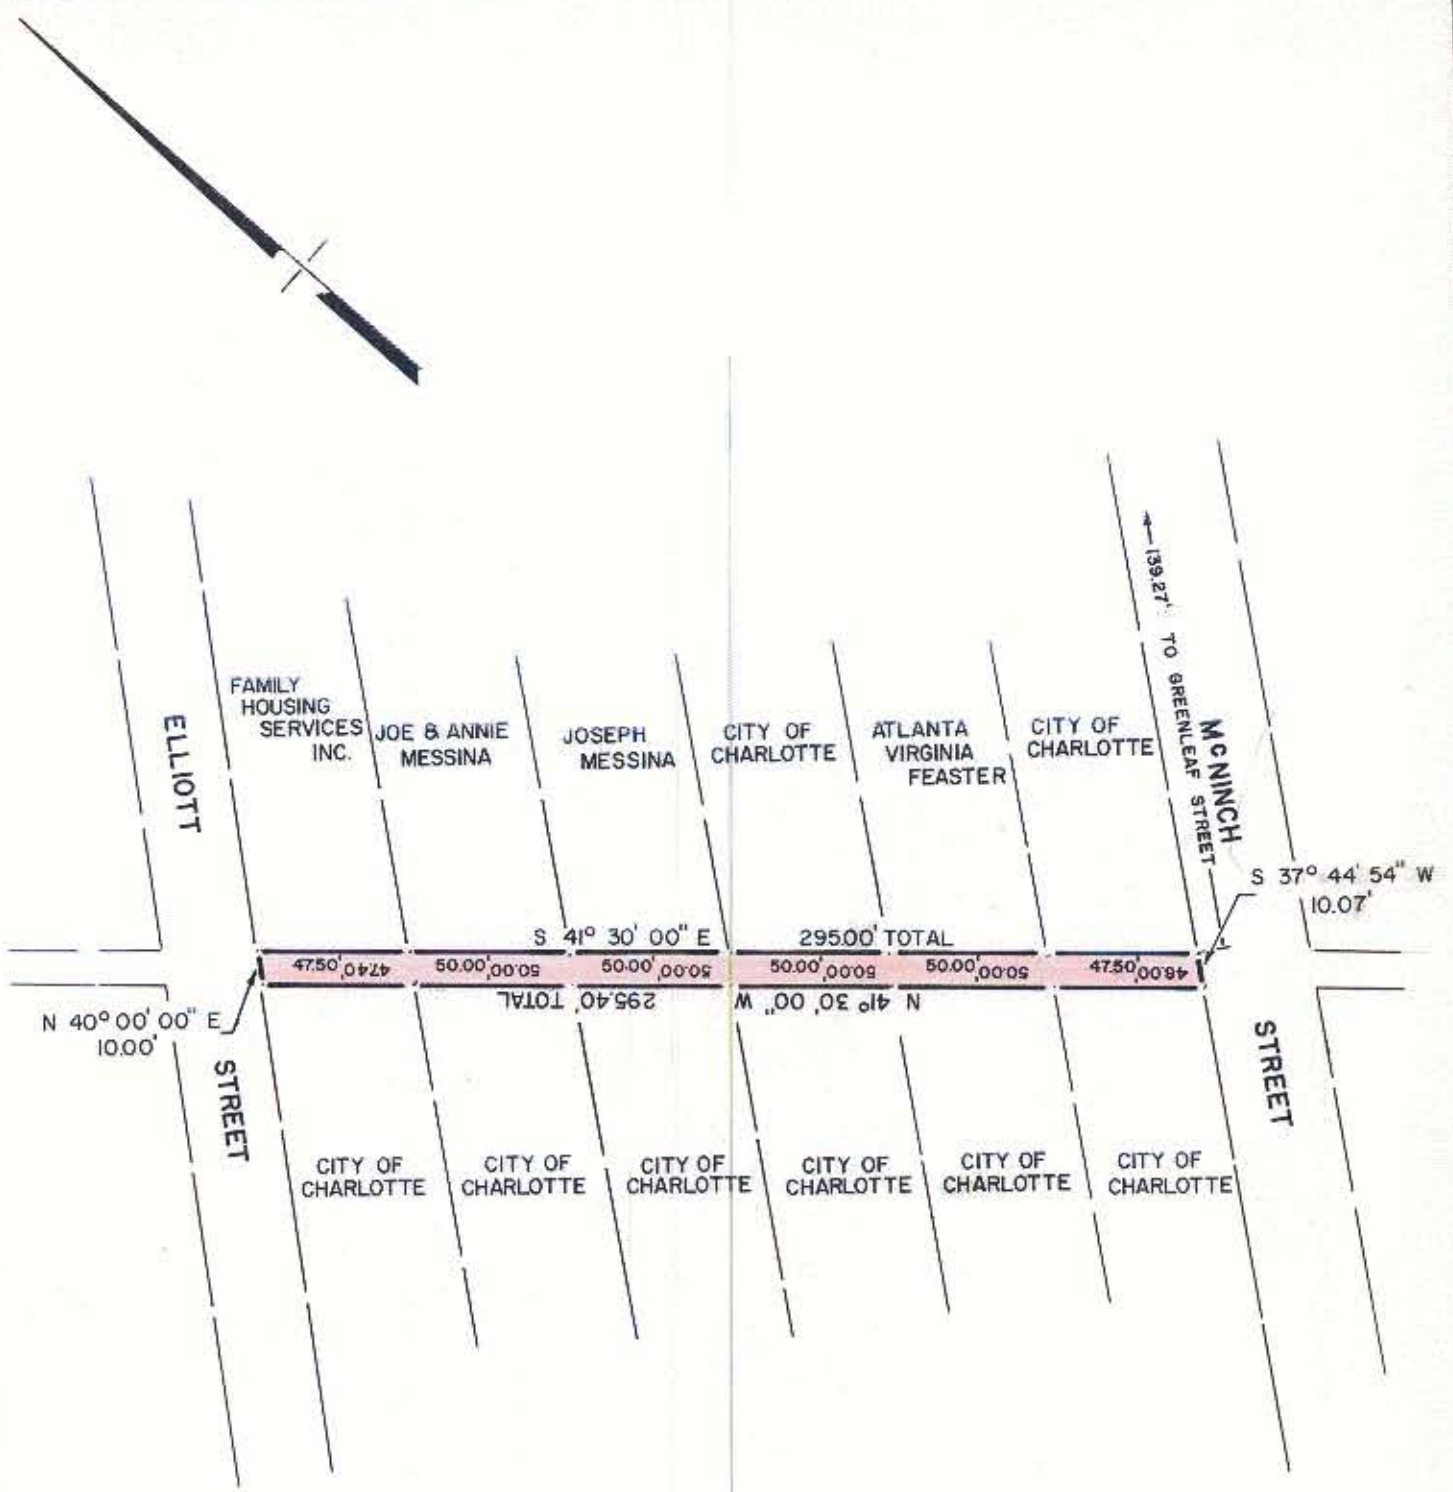 ELLIOTT
STREET
FAMILY
HOUSING
SERVICES
INC.
JOE & ANNIE
MESSINA
JOSEPH
MESSINA
CITY OF
CHARLOTTE
ATLANTA
VIRGINIA
FEASTER
CITY OF
CHARLOTTE
139.27' TO GREENLEAF STREET
McNINCH
STREET
S 37° 44' 54" W
10.07'
S 41° 30' 00" E
295.00' TOTAL
47.50'
50.00'
50.00'
50.00'
50.00'
47.50'
47.40'
50.00'
50.00'
50.00'
50.00'
48.00'
N 41° 30' 00" W
295.40' TOTAL
N 40° 00' 00" E
10.00'
CITY OF
CHARLOTTE
CITY OF
CHARLOTTE
CITY OF
CHARLOTTE
CITY OF
CHARLOTTE
CITY OF
CHARLOTTE
CITY OF
CHARLOTTE